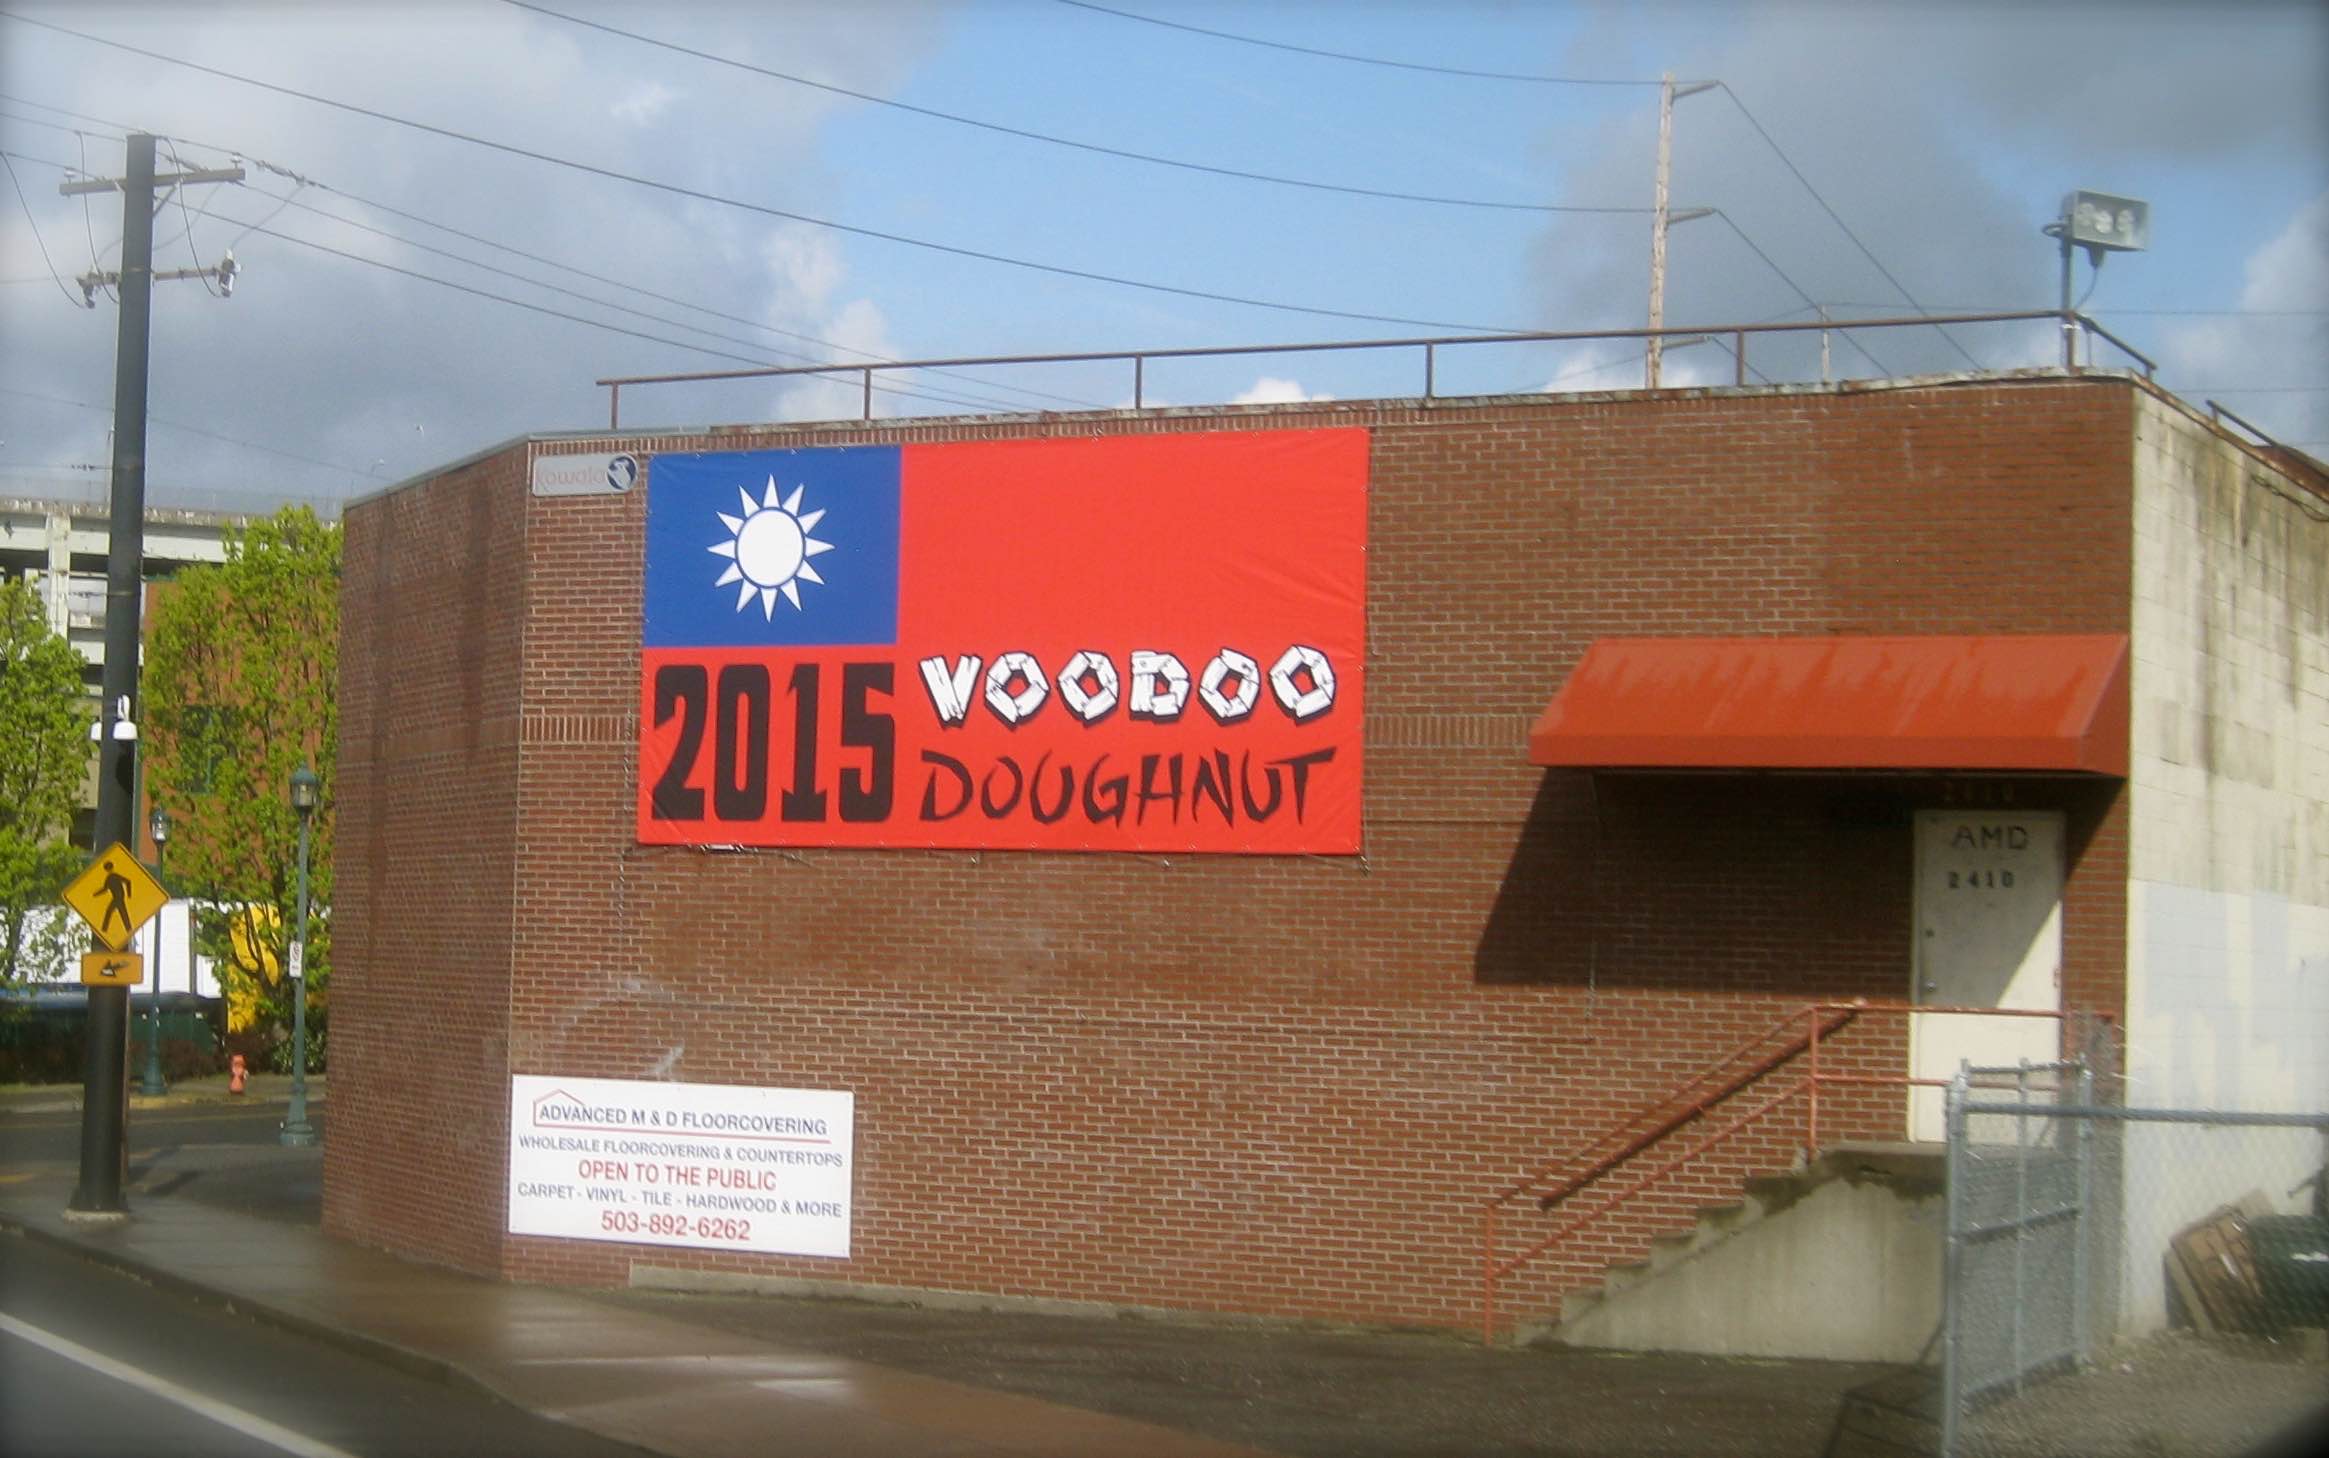 kowala
2015
VOODOO
DOUGHNUT
AMD
2410
ADVANCED M & D FLOORCOVERING
WHOLESALE FLOORCOVERING & COUNTERTOPS
OPEN TO THE PUBLIC
CARPET - VINYL - TILE - HARDWOOD & MORE
503-892-6262